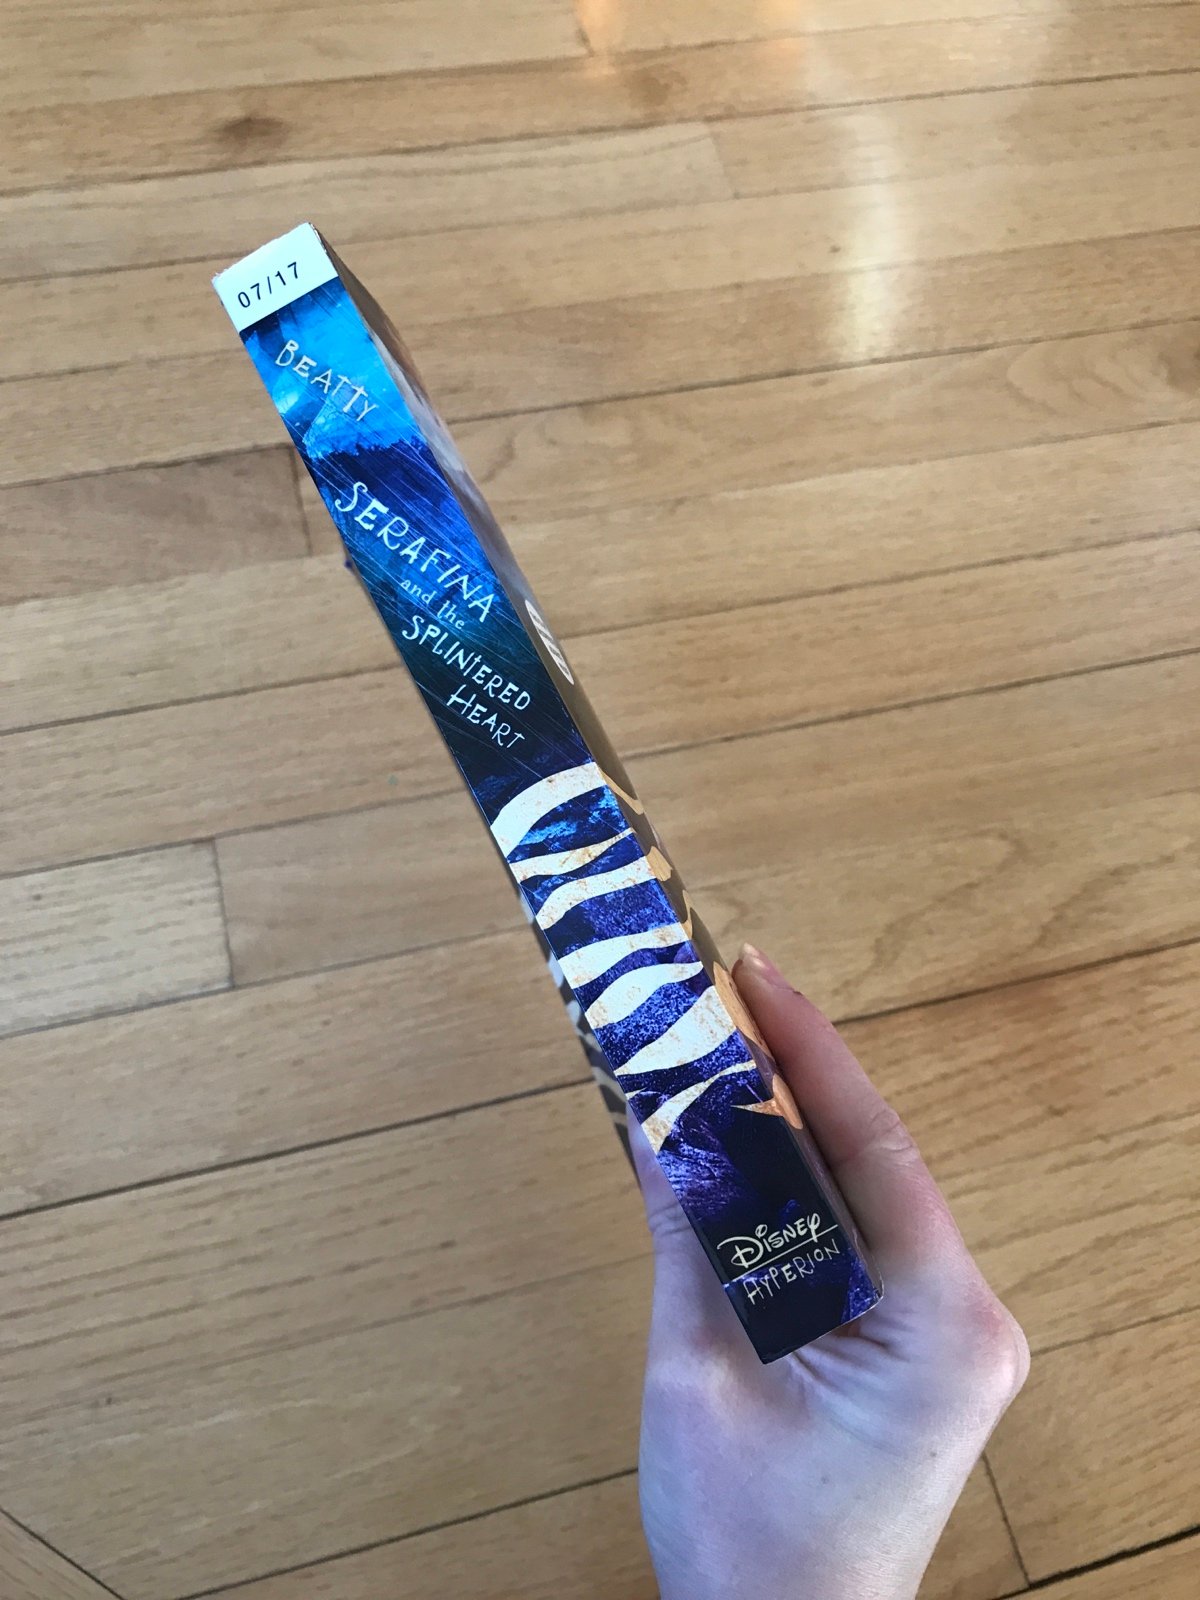 07/17
BEATTY
SERAFINA
and the
SPLINTERED
HEART
DISNEY
HYPERION